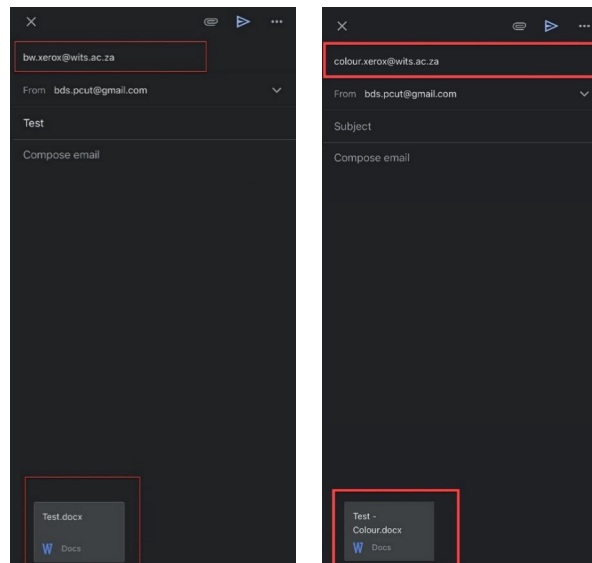 bw.xerox@wits.ac.za
From bds.pcut@gmail.com
Test
Compose email
Test.docx
W Docs
colour.xerox@wits.ac.za
From bds.pcut@gmail.com
Subject
Compose email
Test -
Colour.docx
W Docs